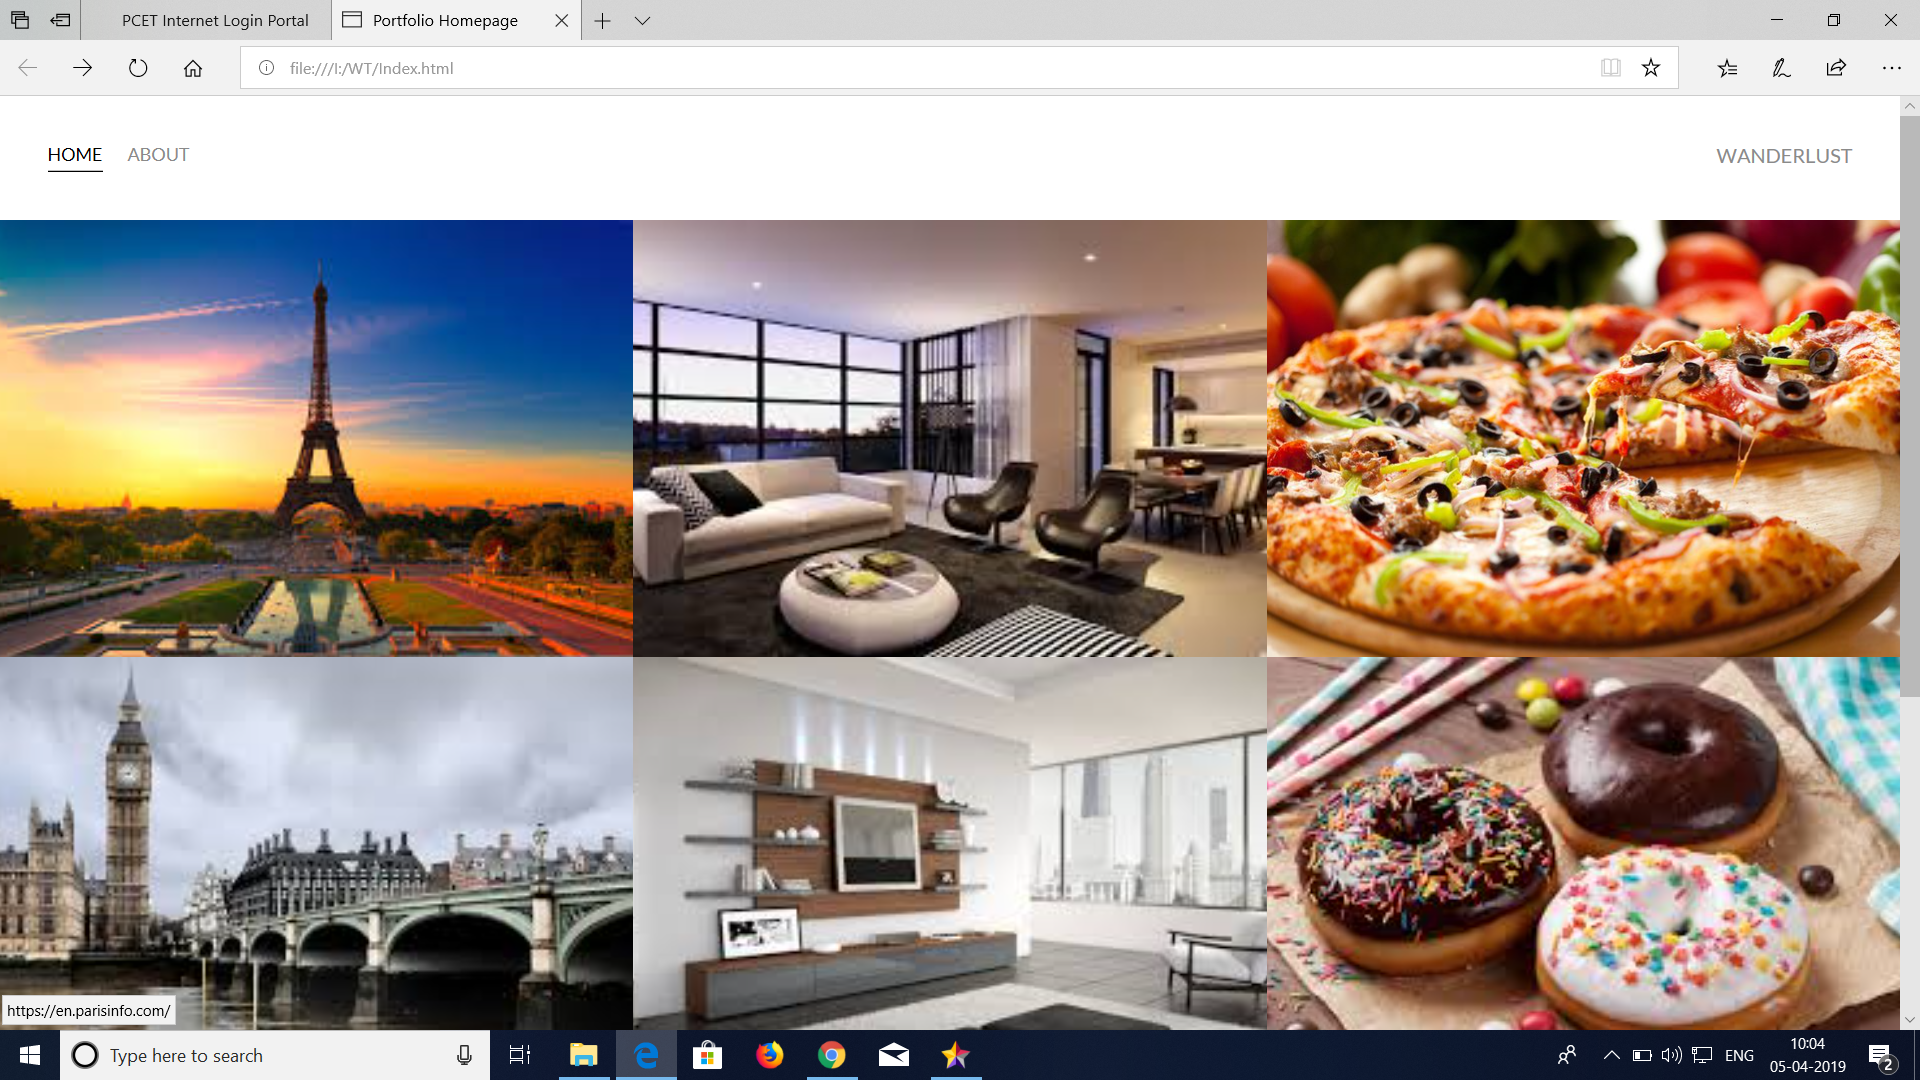 PCET Internet Login Portal
Portfolio Homepage
file:///I:/WT/Index.html
HOME
ABOUT
WANDERLUST
https://en.parisinfo.com/
Type here to search
ENG
10:04
05-04-2019
2